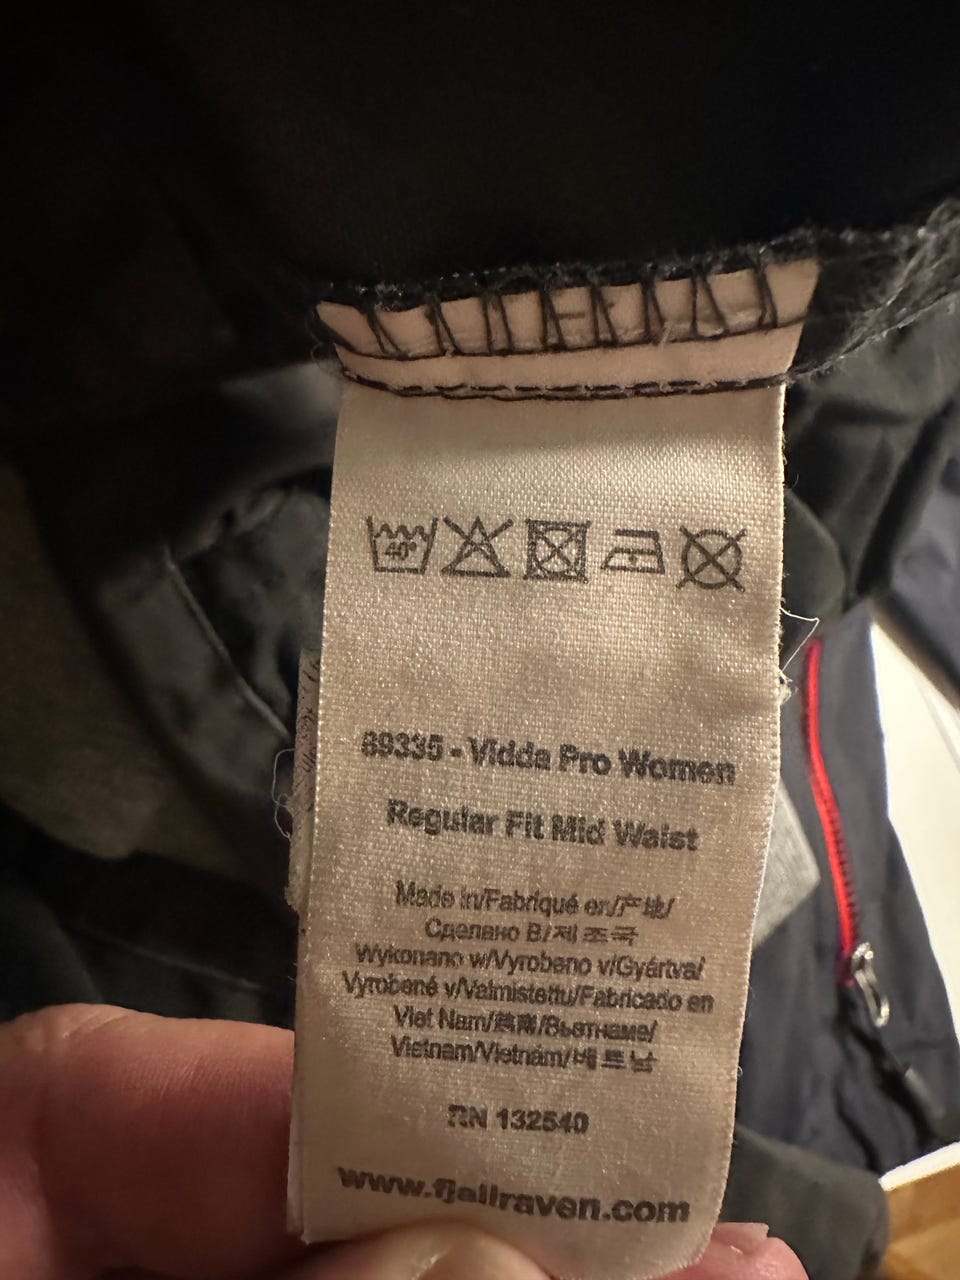 40°
89335 - Vidda Pro Women
Regular Fit Mid Waist
Made in/Fabriqué en/产地/
Сделано В/제조국
Wykonano w/Vyrobeno v/Gyártva/
Vyrobené v/Valmistettu/Fabricado en
Viet Nam/越南/Вьетнаме/
Vietnam/Vietnám/베트남
RN 132540
www.fjallraven.com